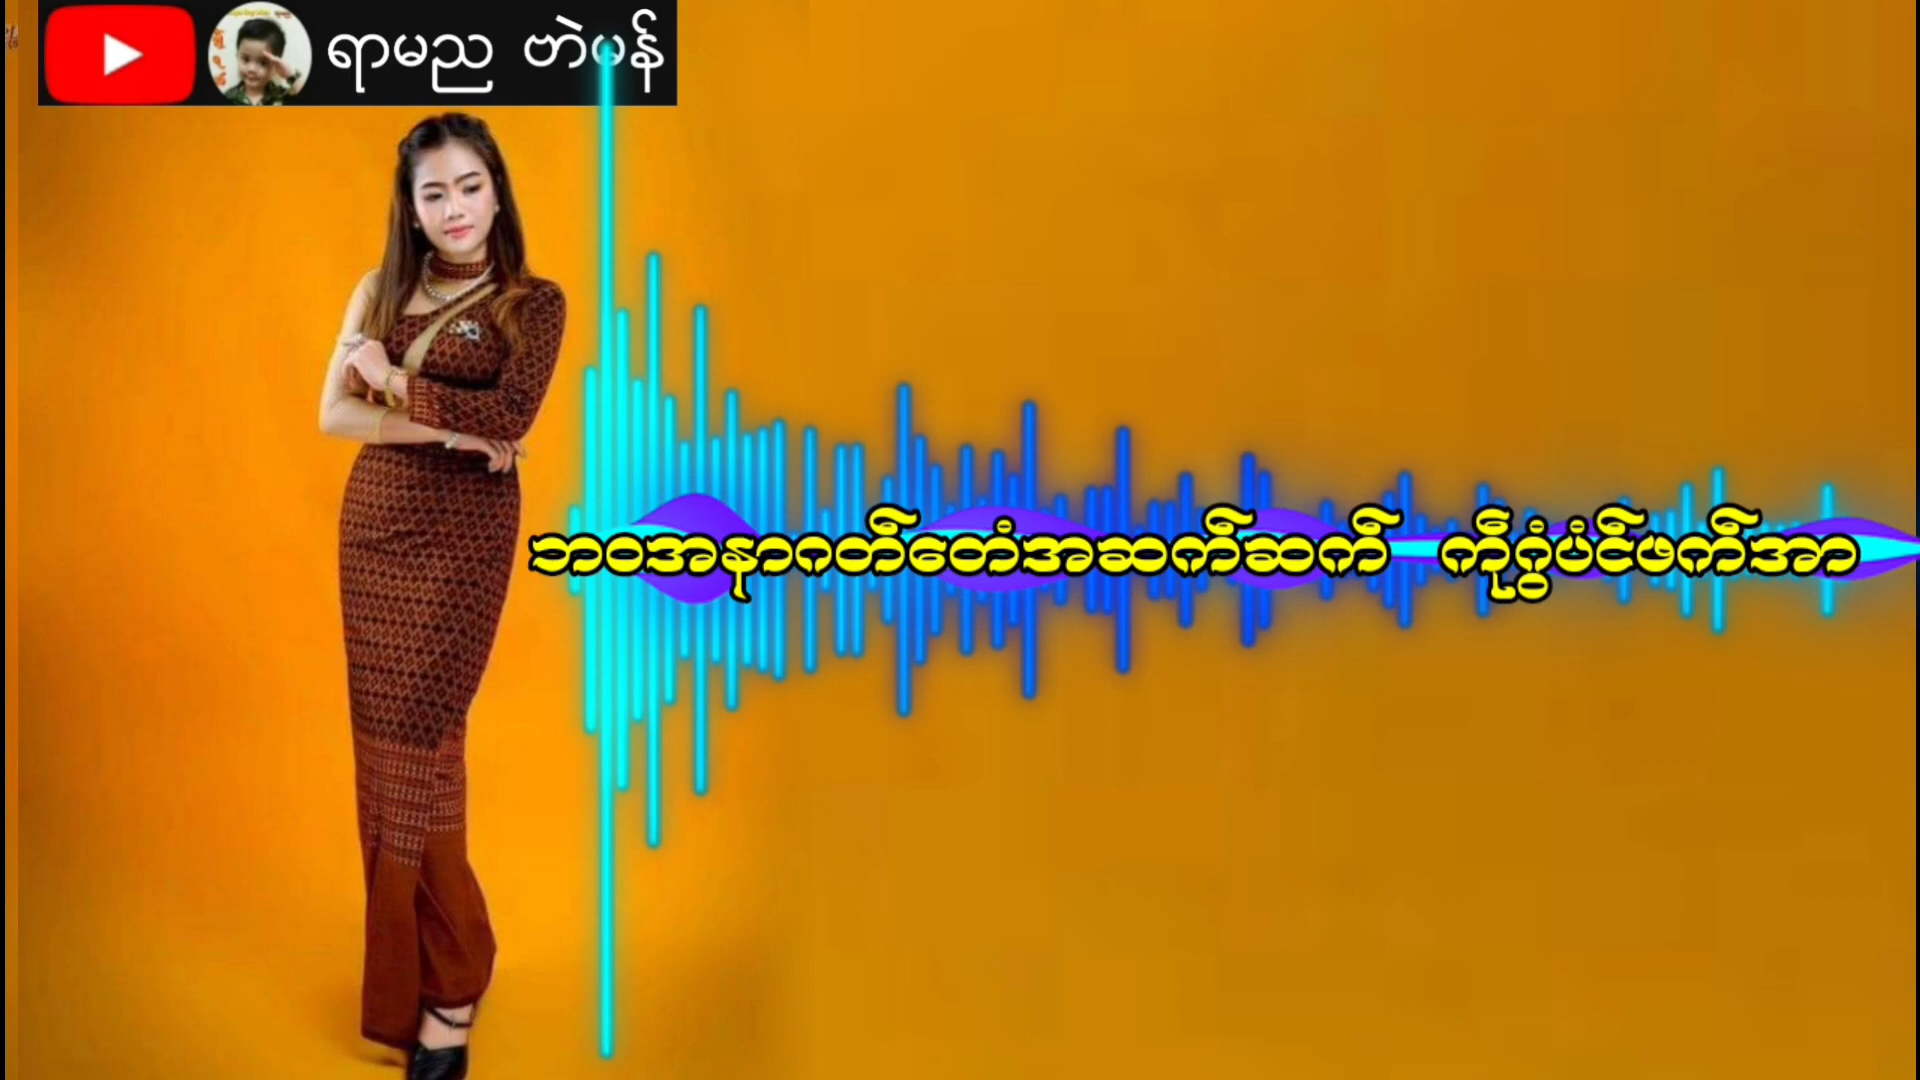 ရာမည ဗာဲမန်
ဘဝအနာဂတ်တေံအဆက်ဆက် ကဵုဂွံပံင်ဖက်အာ